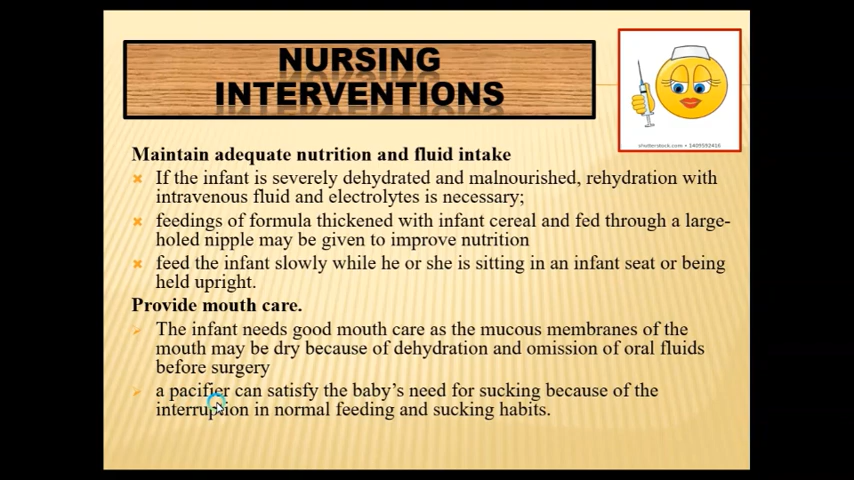 NURSING
INTERVENTIONS
shutterstock.com • 1409592416
Maintain adequate nutrition and fluid intake
If the infant is severely dehydrated and malnourished, rehydration with
intravenous fluid and electrolytes is necessary;
feedings of formula thickened with infant cereal and fed through a large-
holed nipple may be given to improve nutrition
feed the infant slowly while he or she is sitting in an infant seat or being
held upright.
Provide mouth care.
The infant needs good mouth care as the mucous membranes of the
mouth may be dry because of dehydration and omission of oral fluids
before surgery
a pacifier can satisfy the baby's need for sucking because of the
interruption in normal feeding and sucking habits.